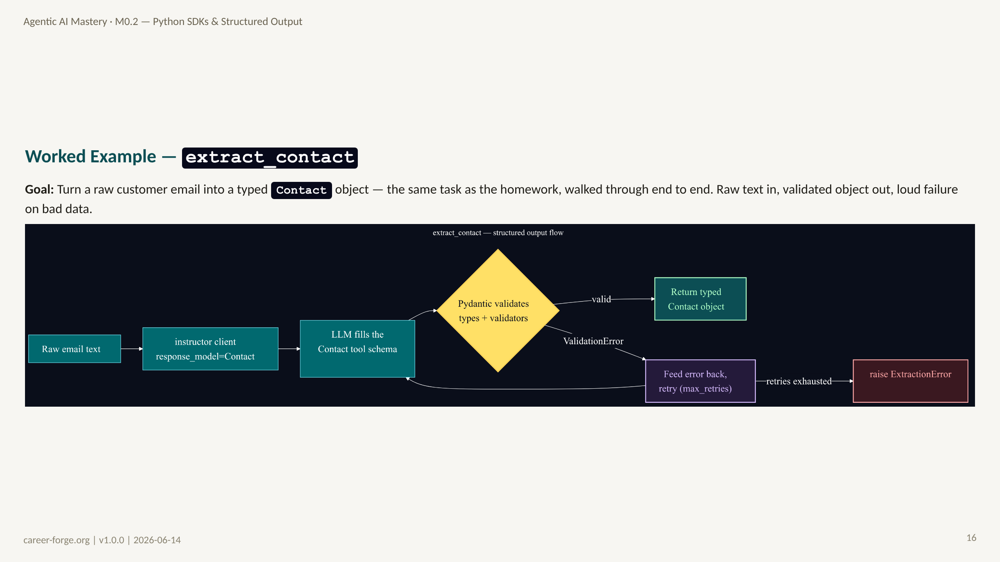 Agentic AI Mastery · M0.2 — Python SDKs & Structured Output
Worked Example — extract_contact
Goal: Turn a raw customer email into a typed Contact object — the same task as the homework, walked through end to end. Raw text in, validated object out, loud failure
on bad data.
extract_contact — structured output flow
Raw email text
instructor client
response_model=Contact
LLM fills the
Contact tool schema
Pydantic validates
types + validators
valid
Return typed
Contact object
ValidationError
Feed error back,
retry (max_retries)
retries exhausted
raise ExtractionError
career-forge.org | v1.0.0 | 2026-06-14
16